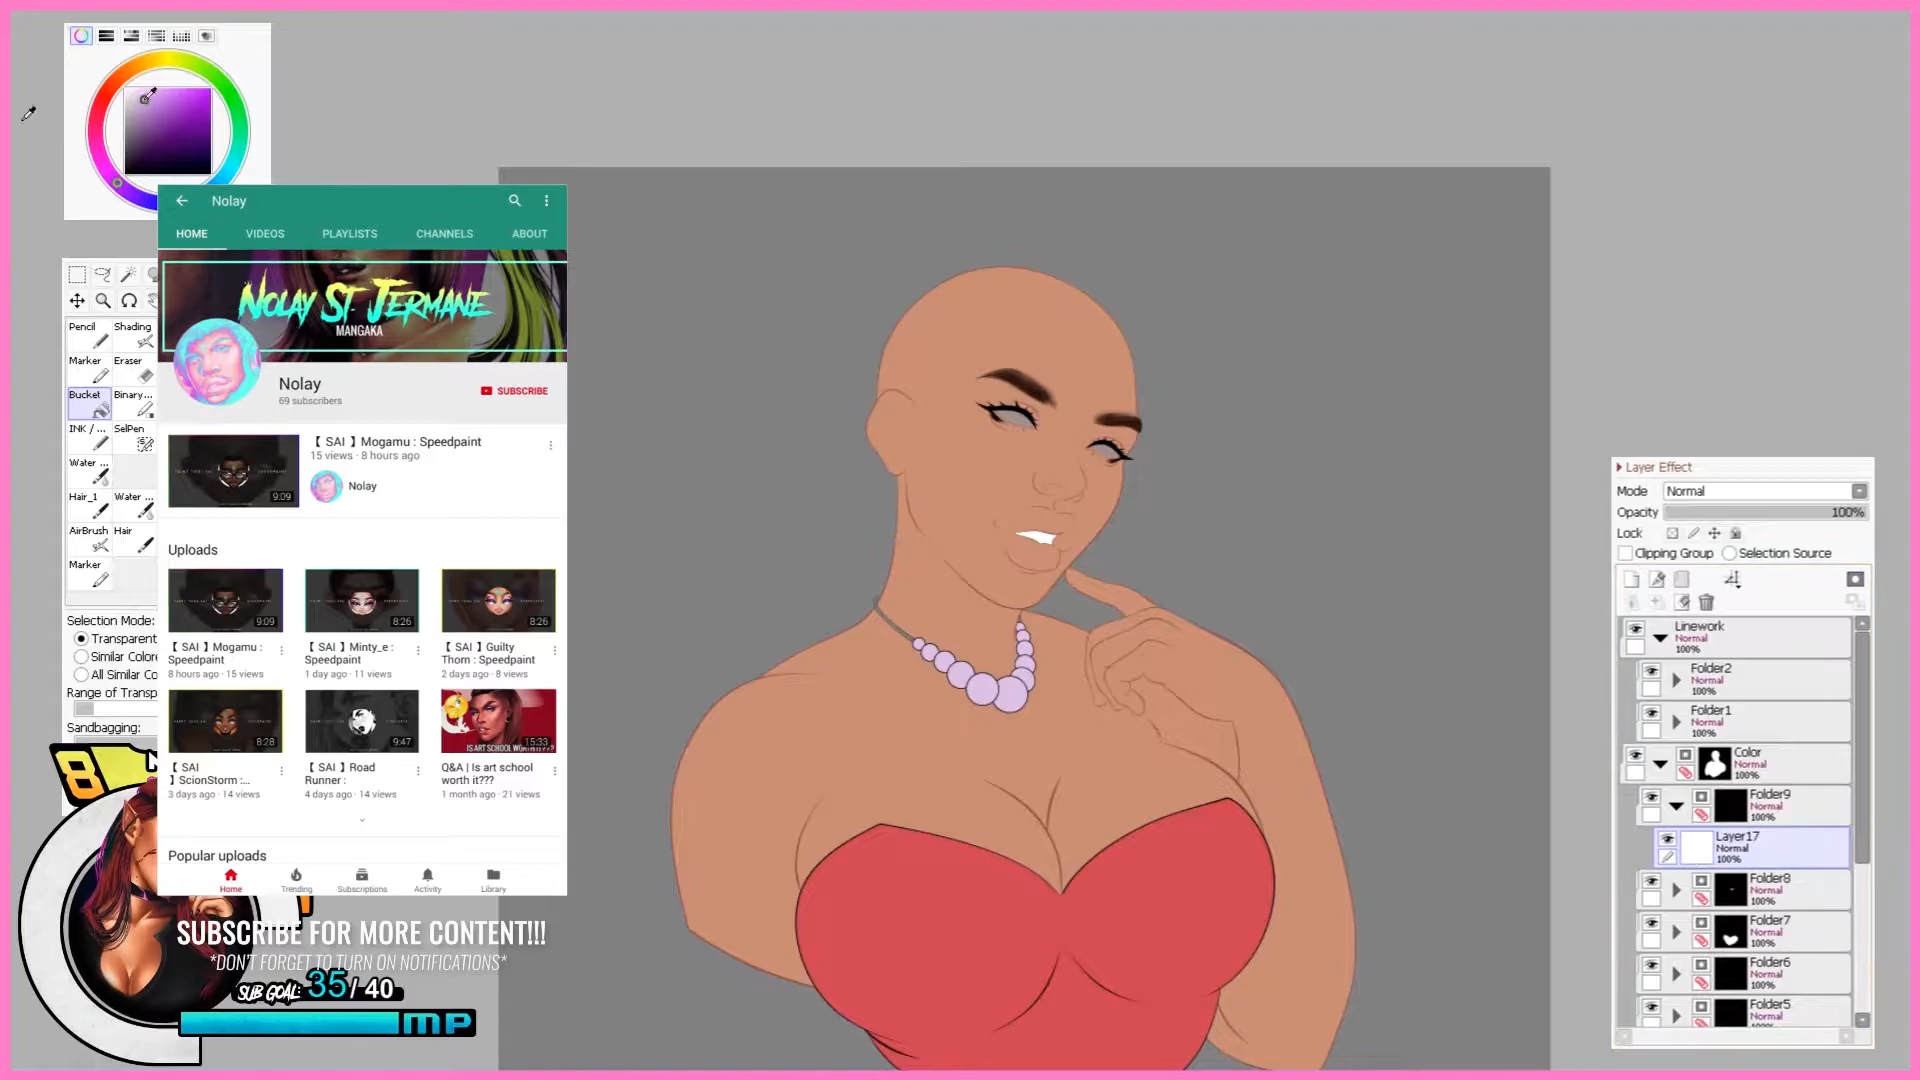 Nolay
HOME VIDEOS PLAYLISTS CHANNELS ABOUT
NOLAY ST. JERMANE
MANGAKA
Nolay
69 subscribers
SUBSCRIBE
【 SAI 】Mogamu : Speedpaint
15 views · 8 hours ago
Nolay
9:09
Uploads
9:09
8:26
8:26
【 SAI 】Mogamu :
Speedpaint
8 hours ago · 15 views
【 SAI 】Minty_e :
Speedpaint
1 day ago · 11 views
【 SAI 】Guilty
Thorn : Speedpaint
2 days ago · 8 views
8:28
9:47
15:33
IS ART SCHOOL WORTH IT???
【 SAI
】ScionStorm :...
3 days ago · 14 views
【 SAI 】Road
Runner :
4 days ago · 14 views
Q&A | Is art school
worth it???
1 month ago · 21 views
Popular uploads
Home Trending Subscriptions Activity Library
Pencil Shading
Marker Eraser
Bucket Binary...
INK / ... SelPen
Water ...
Hair_1 Water ...
AirBrush Hair
Marker
Selection Mode:
Transparent
Similar Colore
All Similar Co
Range of Transp
Sandbagging:
8
SUBSCRIBE FOR MORE CONTENT!!!
*DON'T FORGET TO TURN ON NOTIFICATIONS*
SUB GOAL: 35/ 40
MP
Layer Effect
Mode Normal
Opacity 100%
Lock
Clipping Group Selection Source
Linework
Normal
100%
Folder2
Normal
100%
Folder1
Normal
100%
Color
Normal
100%
Folder9
Normal
100%
Layer17
Normal
100%
Folder8
Normal
100%
Folder7
Normal
100%
Folder6
Normal
100%
Folder5
Normal
100%